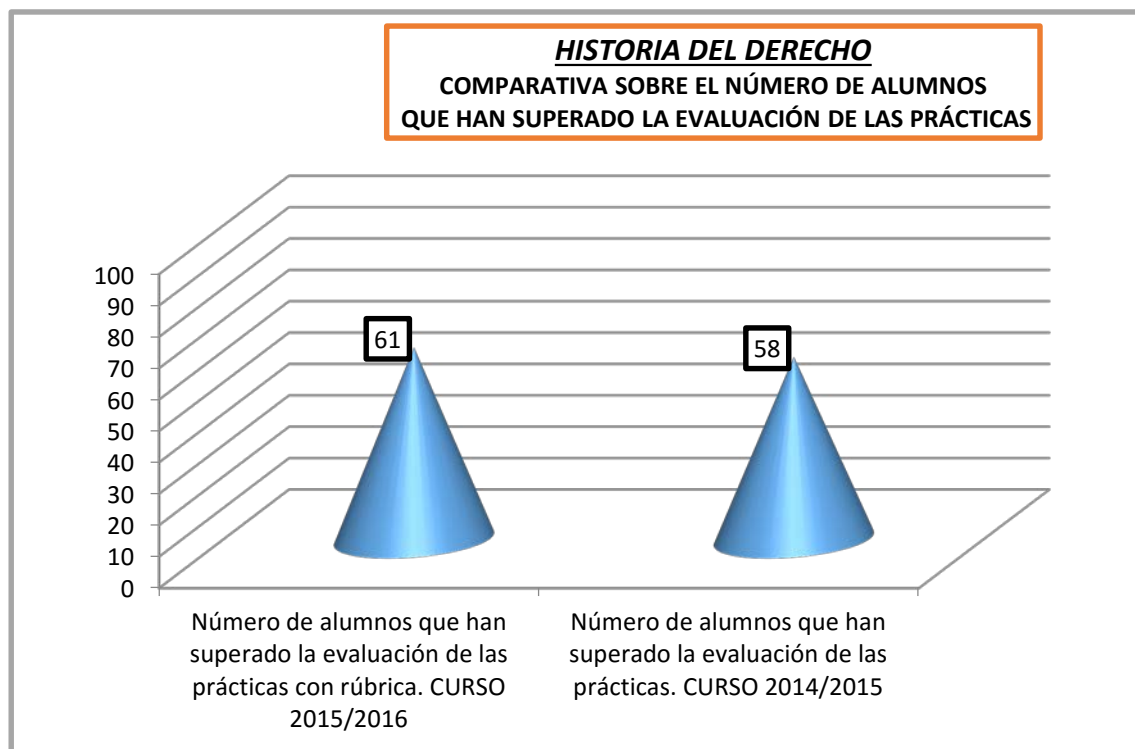 HISTORIA DEL DERECHO
COMPARATIVA SOBRE EL NÚMERO DE ALUMNOS
QUE HAN SUPERADO LA EVALUACIÓN DE LAS PRÁCTICAS
100
90
80
70
60
50
40
30
20
10
0
61
58
Número de alumnos que han
superado la evaluación de las
prácticas con rúbrica. CURSO
2015/2016
Número de alumnos que han
superado la evaluación de las
prácticas. CURSO 2014/2015